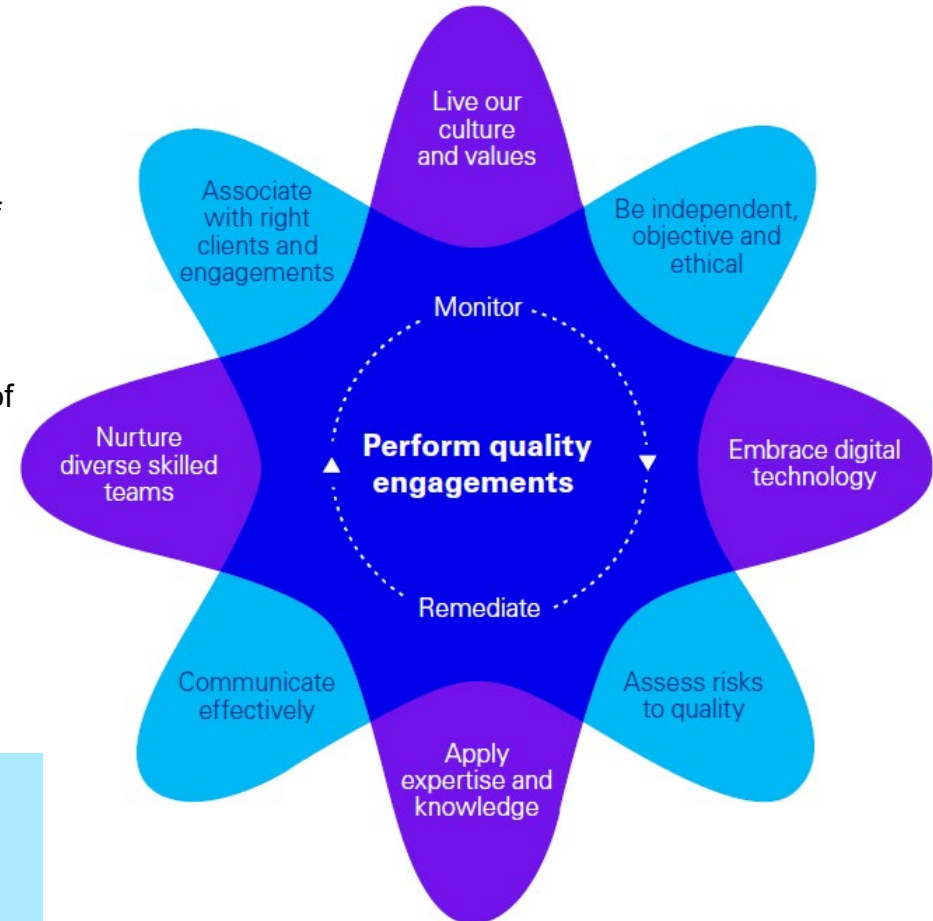 Live our
culture
and values
Be independent,
objective and
ethical
Embrace digital
technology
Assess risks
to quality
Apply
expertise and
knowledge
Communicate
effectively
Nurture
diverse skilled
teams
Associate
with right
clients and
engagements
Monitor
Perform quality
engagements
Remediate
of